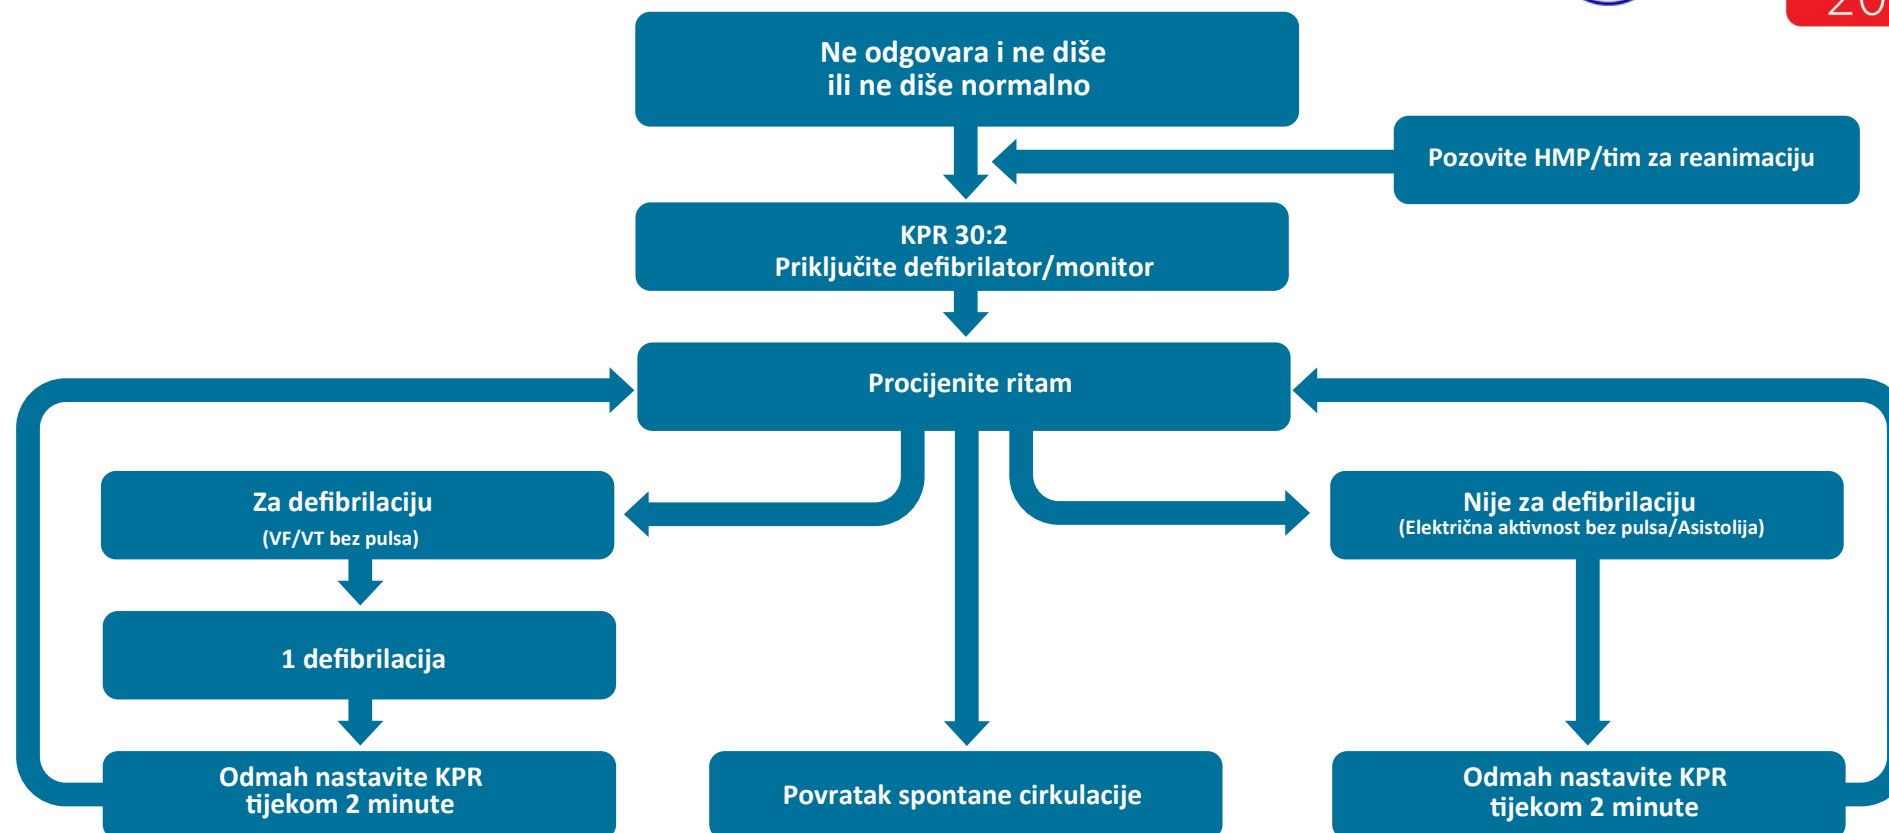 20
Ne odgovara i ne diše
ili ne diše normalno
Pozovite HMP/tim za reanimaciju
KPR 30:2
Priključite defibrilator/monitor
Procijenite ritam
Za defibrilaciju
(VF/VT bez pulsa)
Nije za defibrilaciju
(Električna aktivnost bez pulsa/Asistolija)
1 defibrilacija
Odmah nastavite KPR
tijekom 2 minute
Povratak spontane cirkulacije
Odmah nastavite KPR
tijekom 2 minute